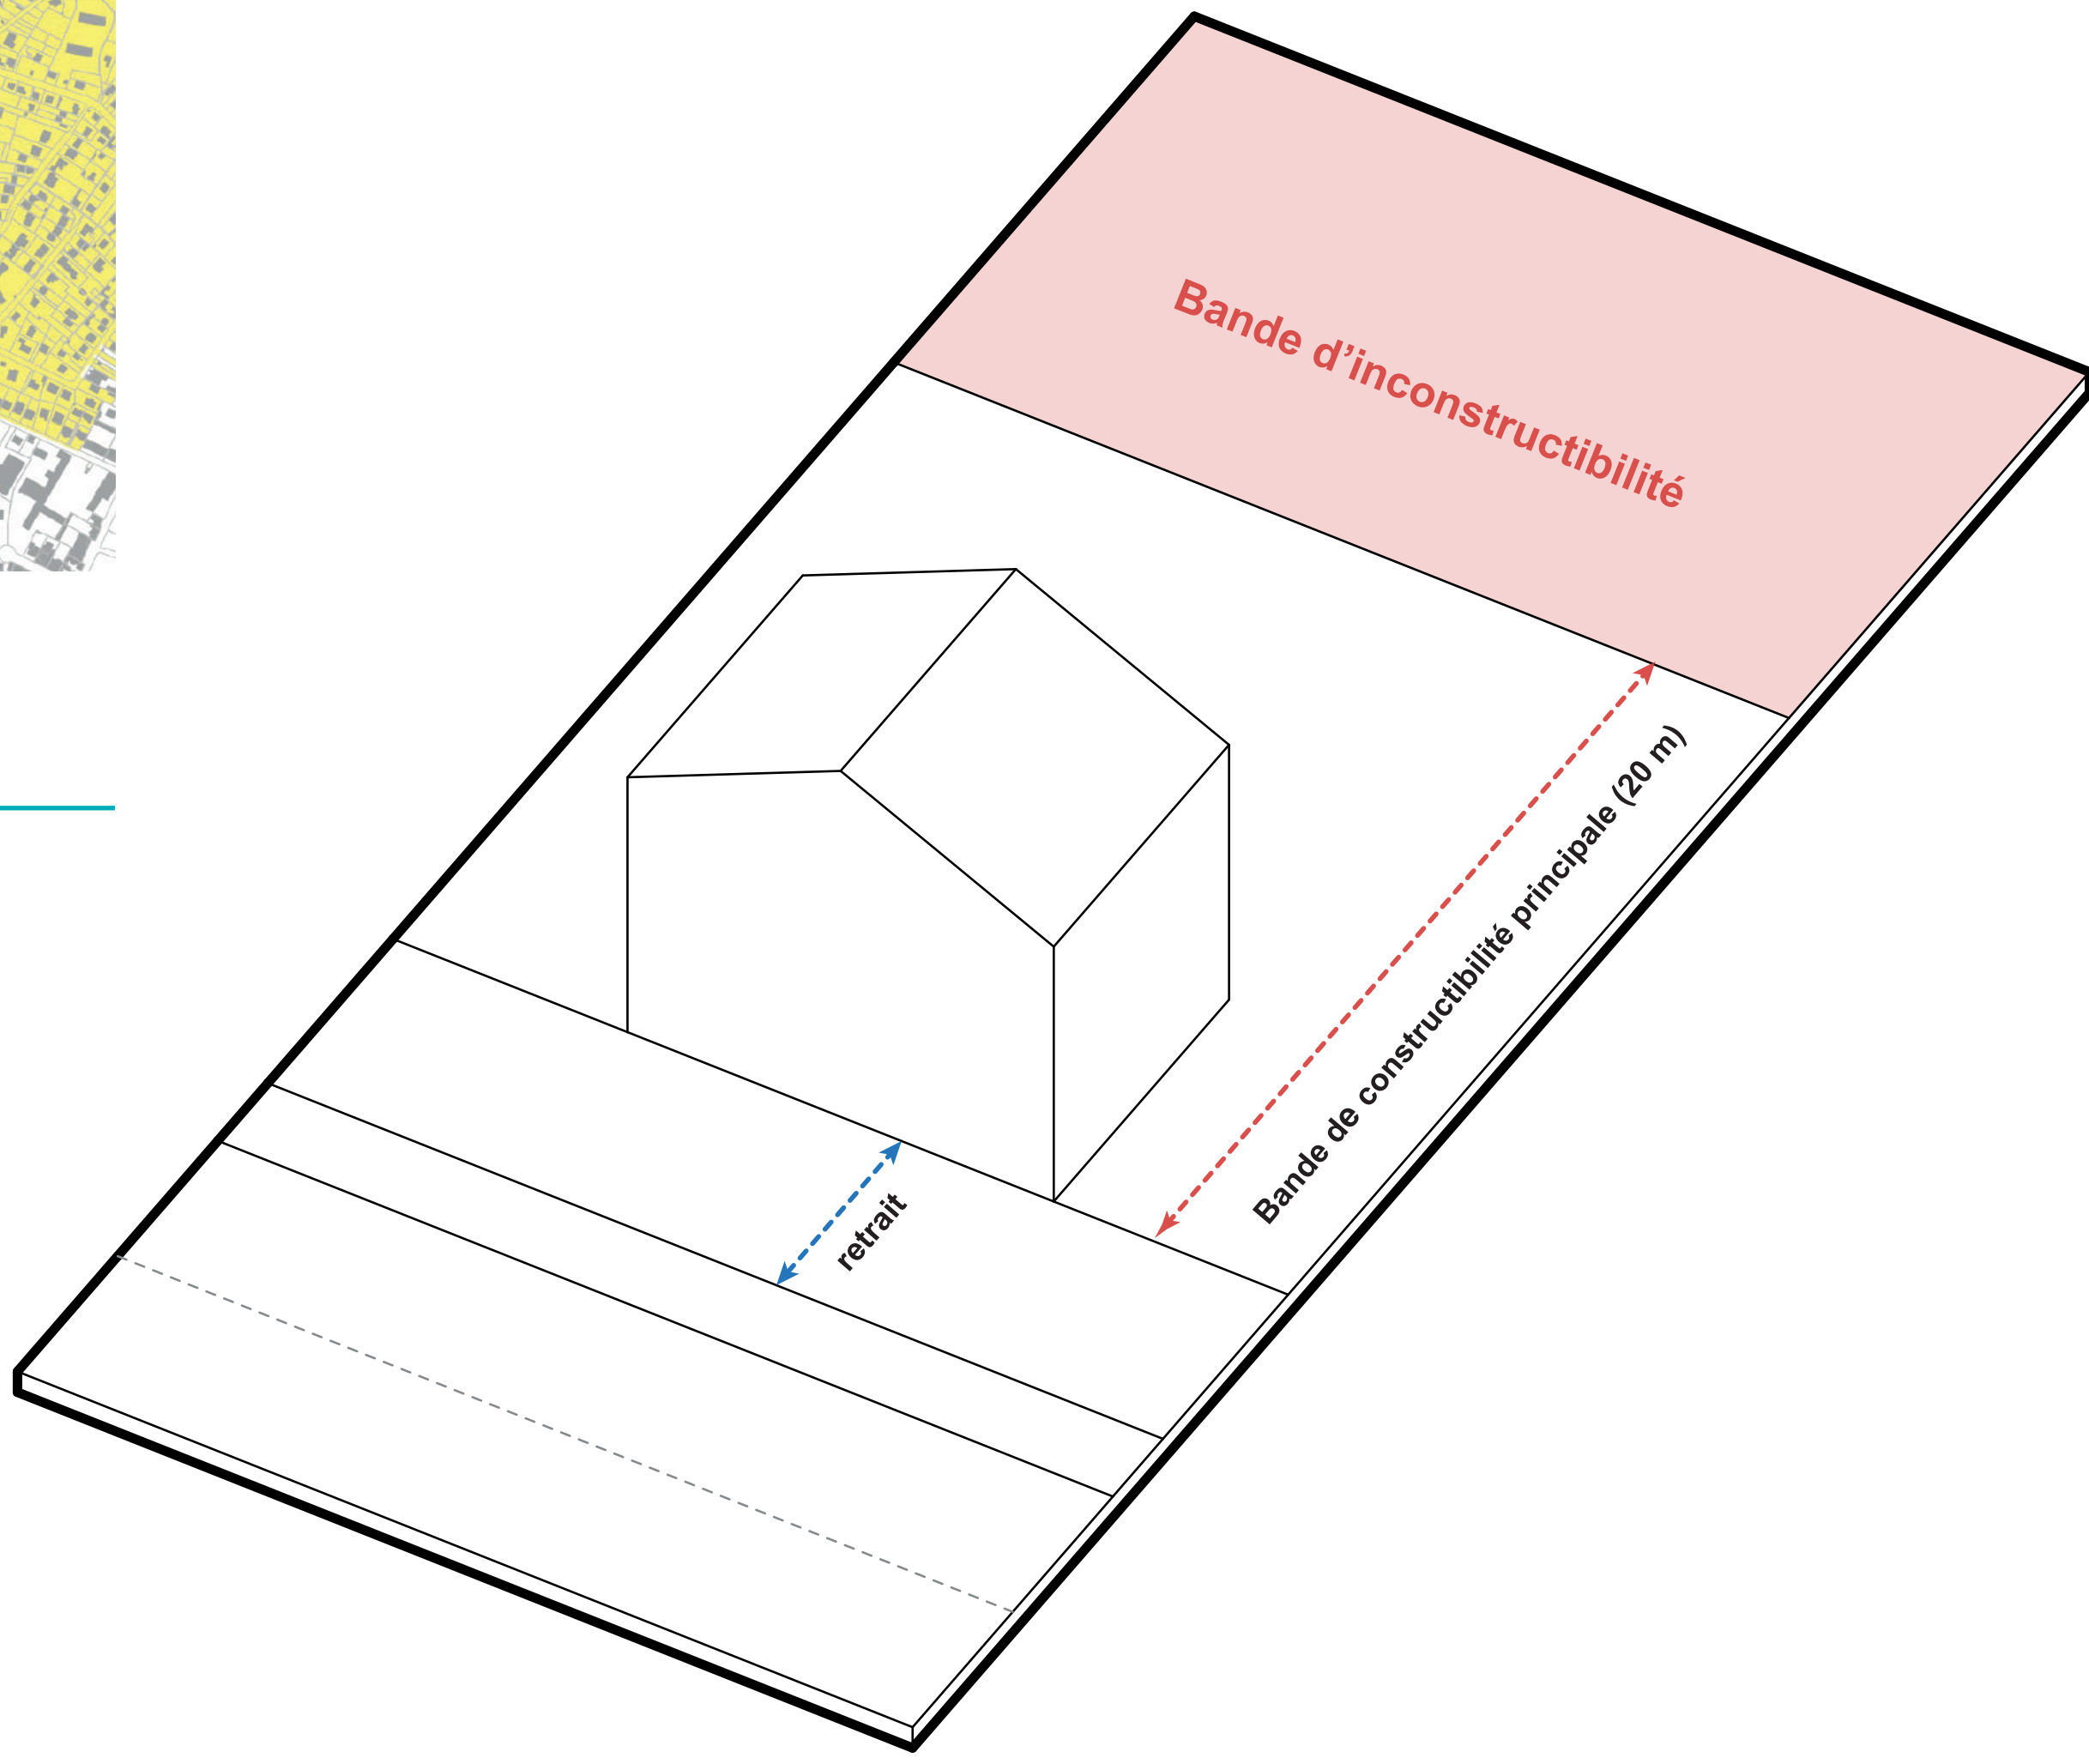 Bande d'inconstructibilité
Bande de constructibilité principale (20 m)
retrait